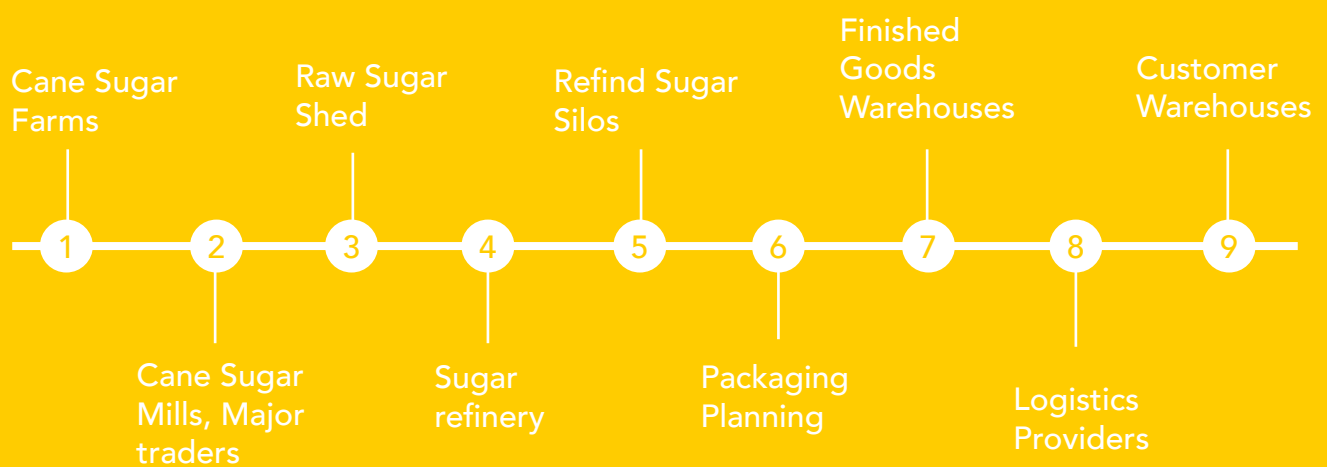 Cane Sugar
Farms
1
Cane Sugar
Mills, Major
traders
2
Raw Sugar
Shed
3
Sugar
refinery
4
Refind Sugar
Silos
5
Packaging
Planning
6
Finished
Goods
Warehouses
7
Logistics
Providers
8
Customer
Warehouses
9